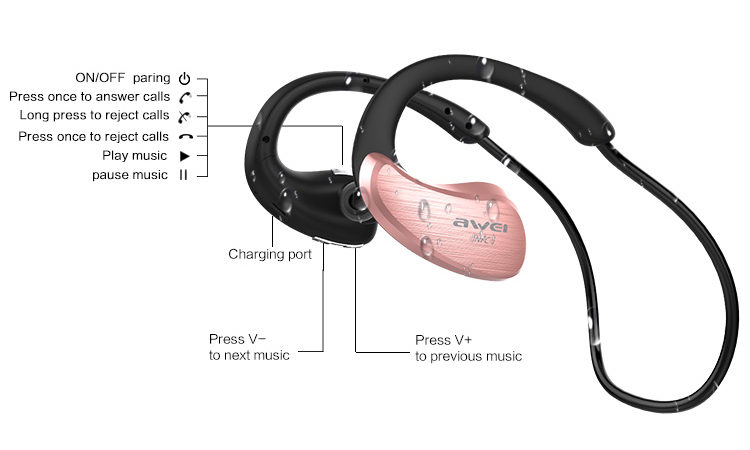 ON/OFF paring
Press once to answer calls
Long press to reject calls
Press once to reject calls
Play music
pause music
Charging port
Press V-
to next music
Press V+
to previous music
awei